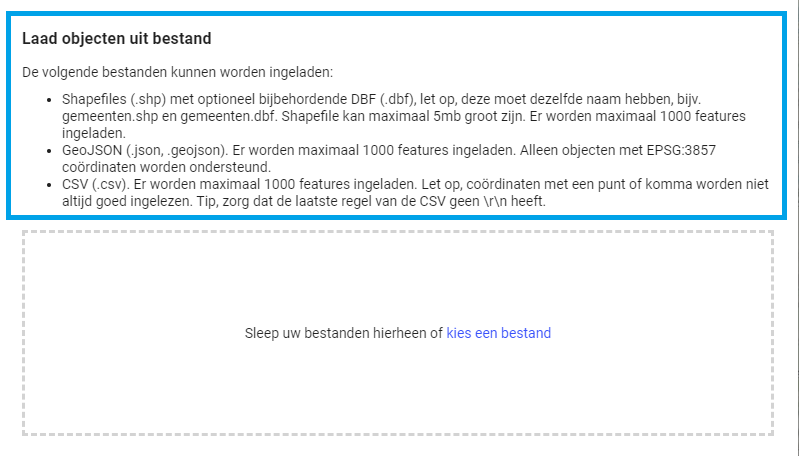 Laad objecten uit bestand
De volgende bestanden kunnen worden ingeladen:
• Shapefiles (.shp) met optioneel bijbehordende DBF (.dbf), let op, deze moet dezelfde naam hebben, bijv.
gemeenten.shp en gemeenten.dbf. Shapefile kan maximaal 5mb groot zijn. Er worden maximaal 1000 features
ingeladen.
• GeoJSON (.json, .geojson). Er worden maximaal 1000 features ingeladen. Alleen objecten met EPSG:3857
coördinaten worden ondersteund.
• CSV (.csv). Er worden maximaal 1000 features ingeladen. Let op, coördinaten met een punt of komma worden niet
altijd goed ingelezen. Tip, zorg dat de laatste regel van de CSV geen \r\n heeft.
Sleep uw bestanden hierheen of kies een bestand